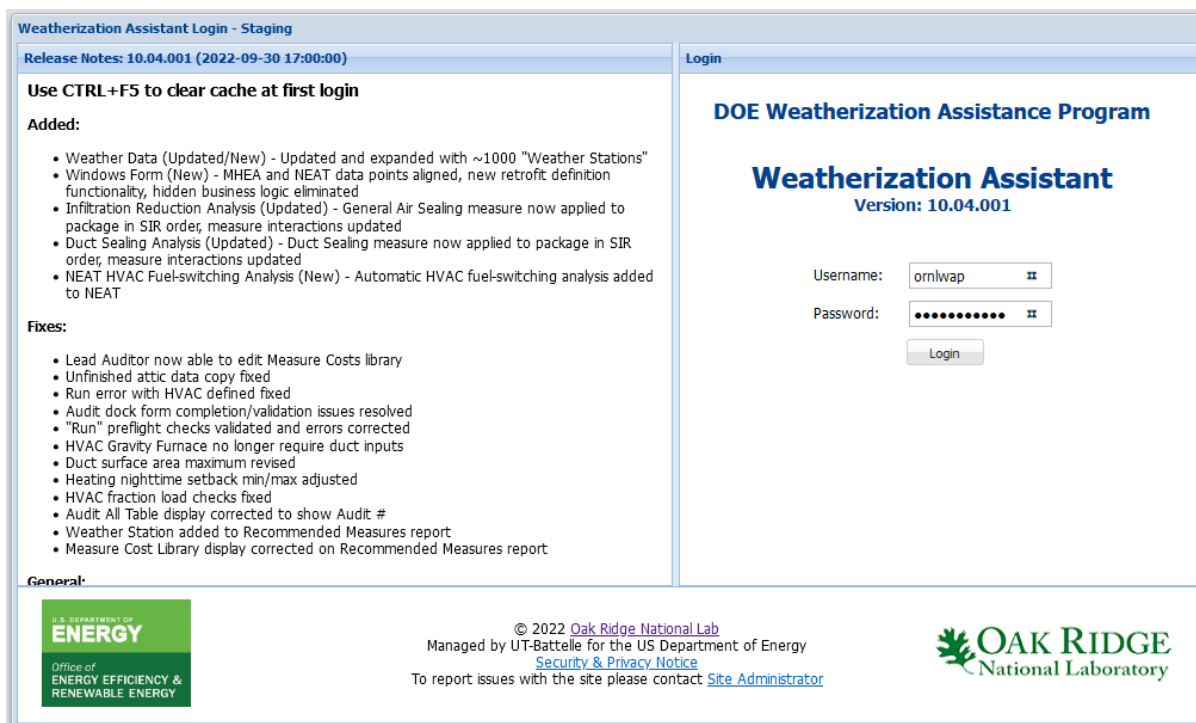 Weatherization Assistant Login - Staging
Release Notes: 10.04.001 (2022-09-30 17:00:00)
Use CTRL+F5 to clear cache at first login
Added:
• Weather Data (Updated/New) - Updated and expanded with ~1000 "Weather Stations"
• Windows Form (New) - MHEA and NEAT data points aligned, new retrofit definition
functionality, hidden business logic eliminated
• Infiltration Reduction Analysis (Updated) - General Air Sealing measure now applied to
package in SIR order, measure interactions updated
• Duct Sealing Analysis (Updated) - Duct Sealing measure now applied to package in SIR
order, measure interactions updated
• NEAT HVAC Fuel-switching Analysis (New) - Automatic HVAC fuel-switching analysis added
to NEAT
Fixes:
• Lead Auditor now able to edit Measure Costs library
• Unfinished attic data copy fixed
• Run error with HVAC defined fixed
• Audit dock form completion/validation issues resolved
• "Run" preflight checks validated and errors corrected
• HVAC Gravity Furnace no longer require duct inputs
• Duct surface area maximum revised
• Heating nighttime setback min/max adjusted
• HVAC fraction load checks fixed
• Audit All Table display corrected to show Audit #
• Weather Station added to Recommended Measures report
• Measure Cost Library display corrected on Recommended Measures report
General:
Login
DOE Weatherization Assistance Program
Weatherization Assistant
Version: 10.04.001
Username: ornlwap
Password: •••••••••••
Login
U.S. DEPARTMENT OF
ENERGY
Office of
ENERGY EFFICIENCY &
RENEWABLE ENERGY
© 2022 Oak Ridge National Lab
Managed by UT-Battelle for the US Department of Energy
Security & Privacy Notice
To report issues with the site please contact Site Administrator
OAK RIDGE
National Laboratory